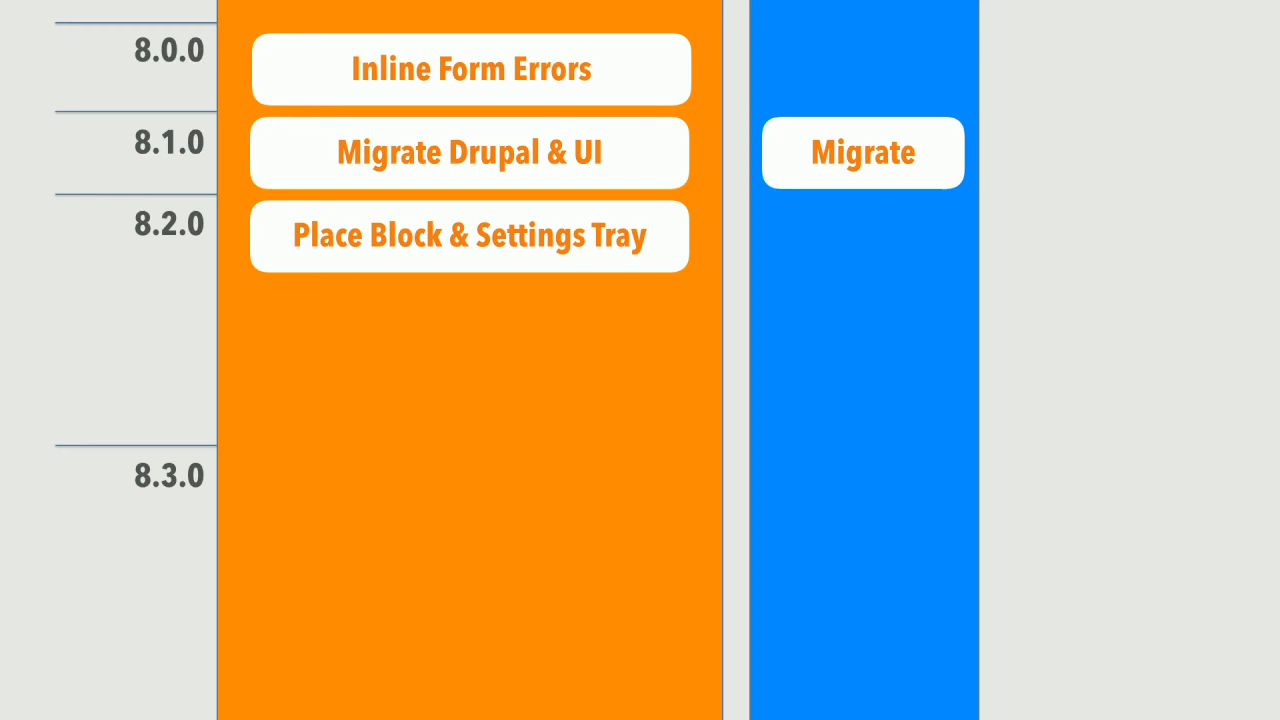 8.0.0
Inline Form Errors
8.1.0
Migrate Drupal & UI
Migrate
8.2.0
Place Block & Settings Tray
8.3.0